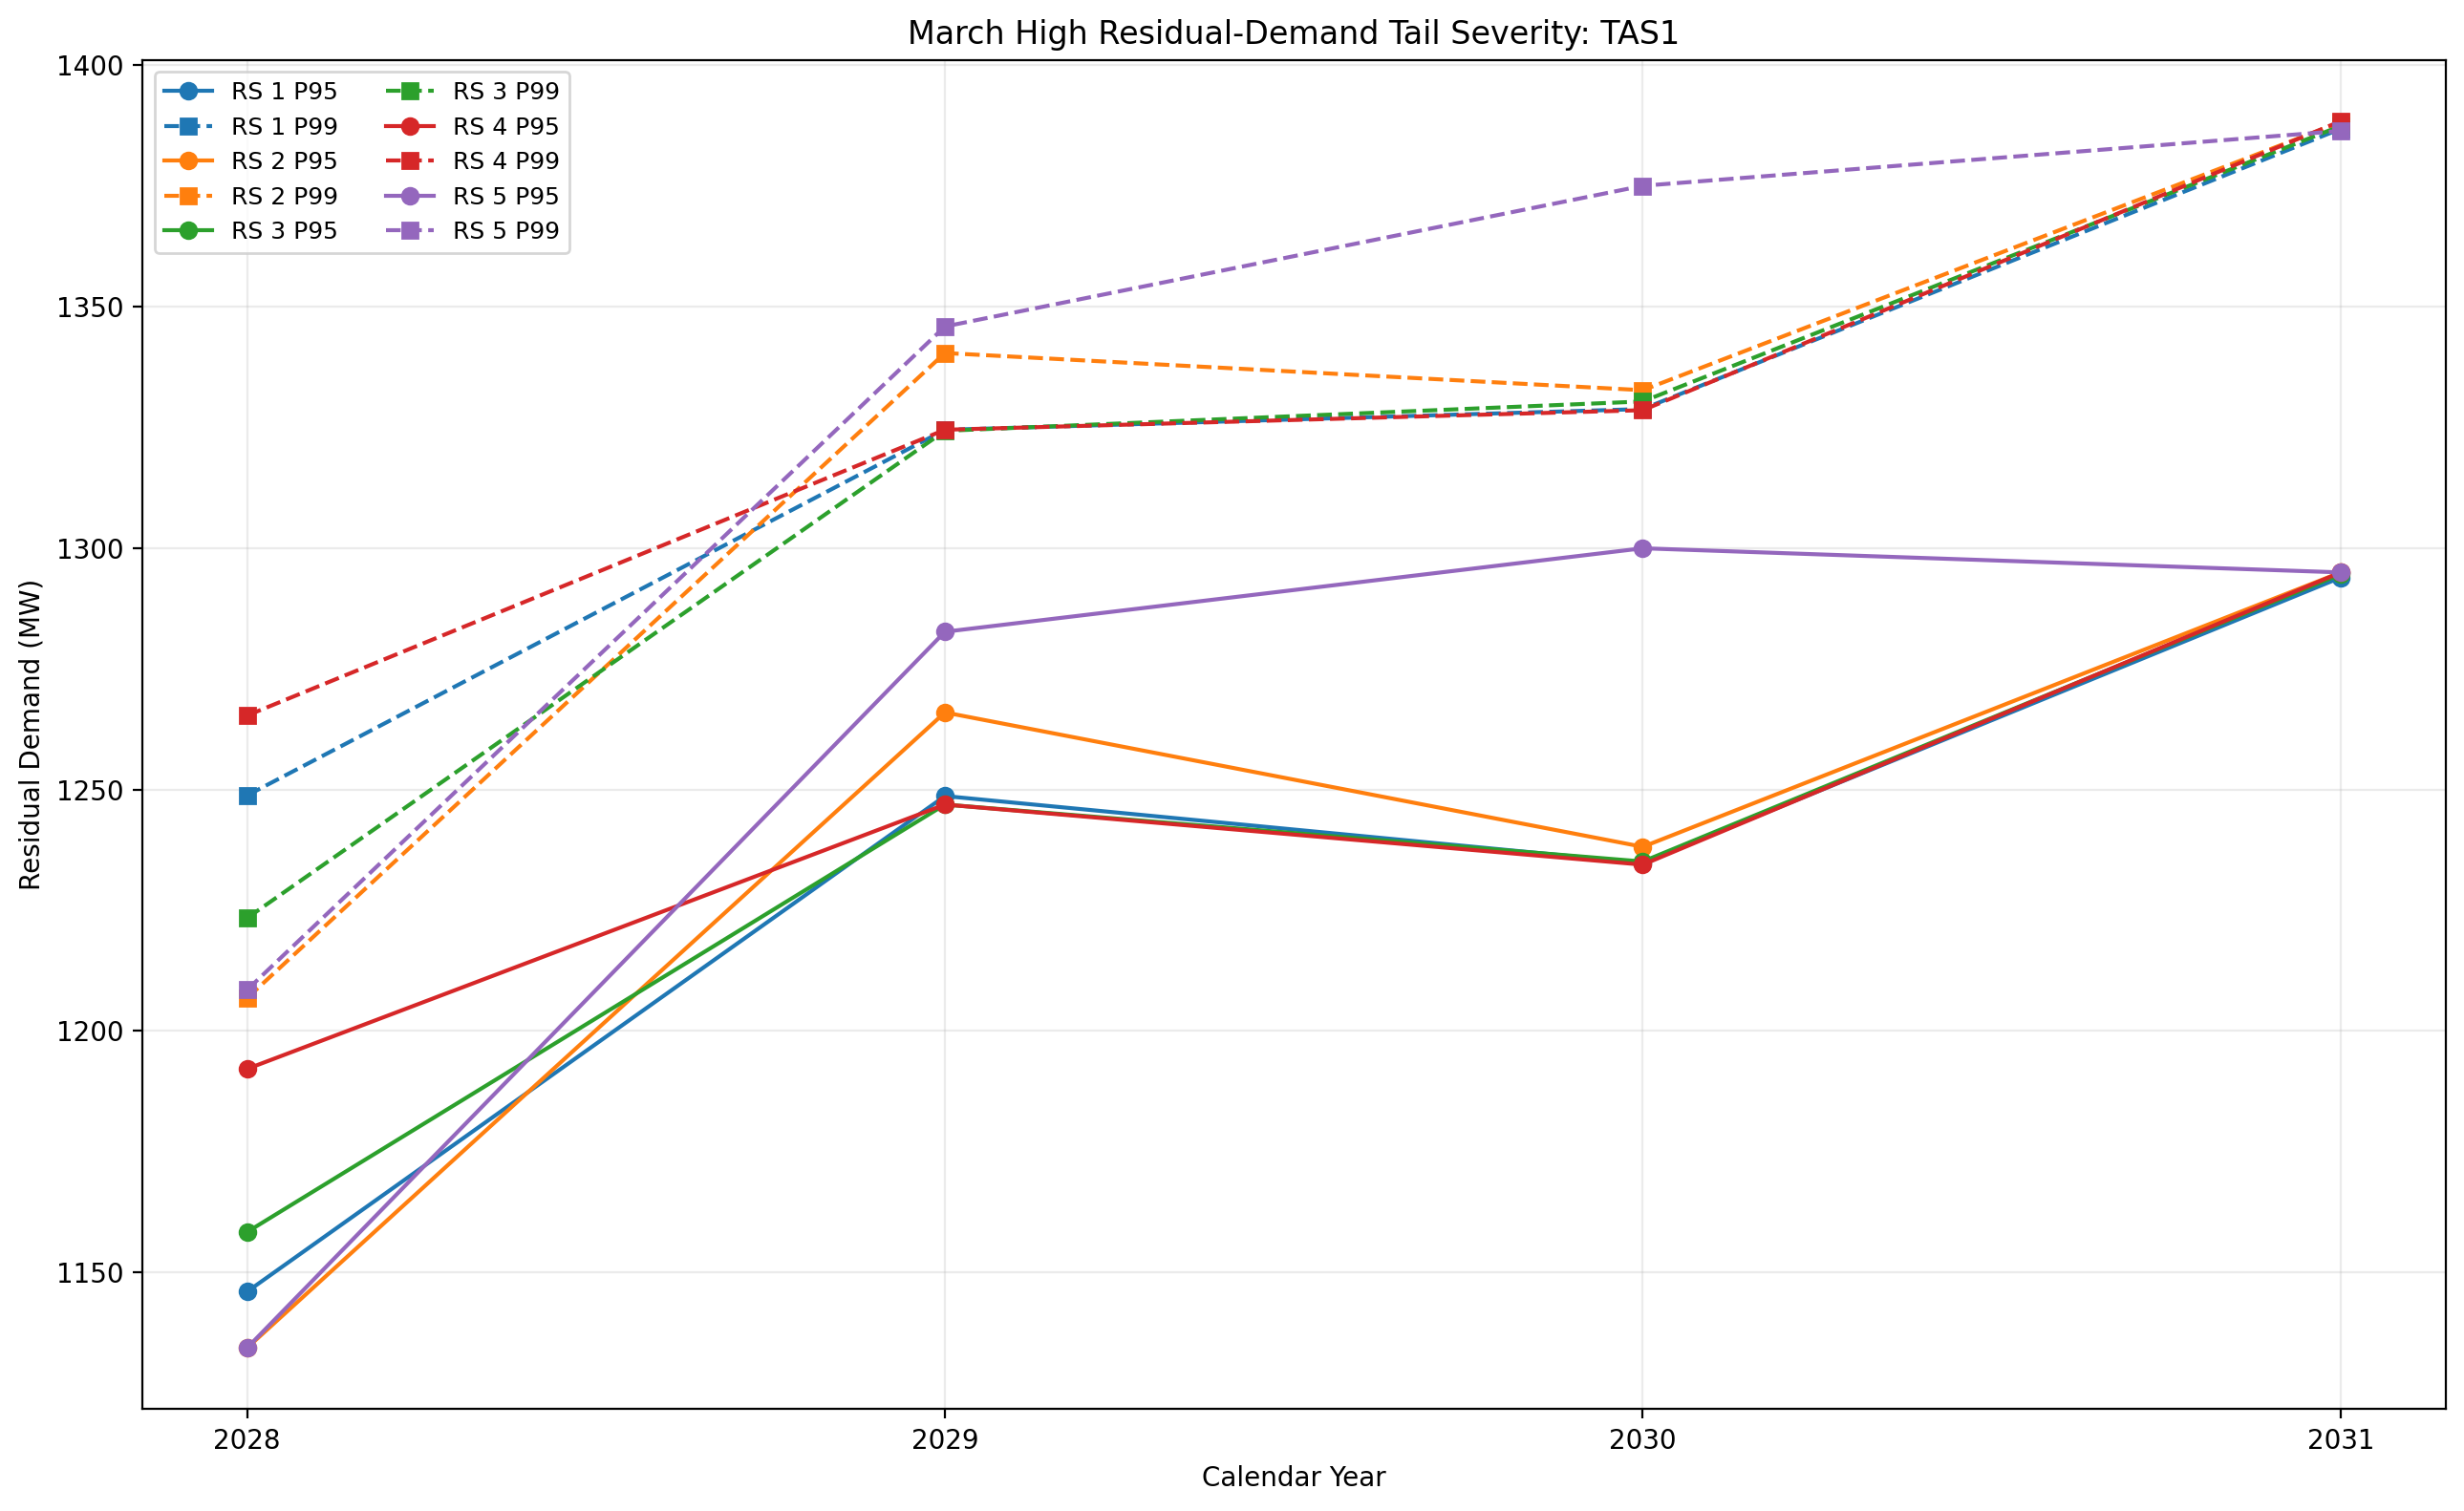 March High Residual-Demand Tail Severity: TAS1
1400
1350
1300
1250
1200
1150
Residual Demand (MW)
RS 1 P95
RS 1 P99
RS 2 P95
RS 2 P99
RS 3 P95
RS 3 P99
RS 4 P95
RS 4 P99
RS 5 P95
RS 5 P99
2028 2029 2030 2031
Calendar Year